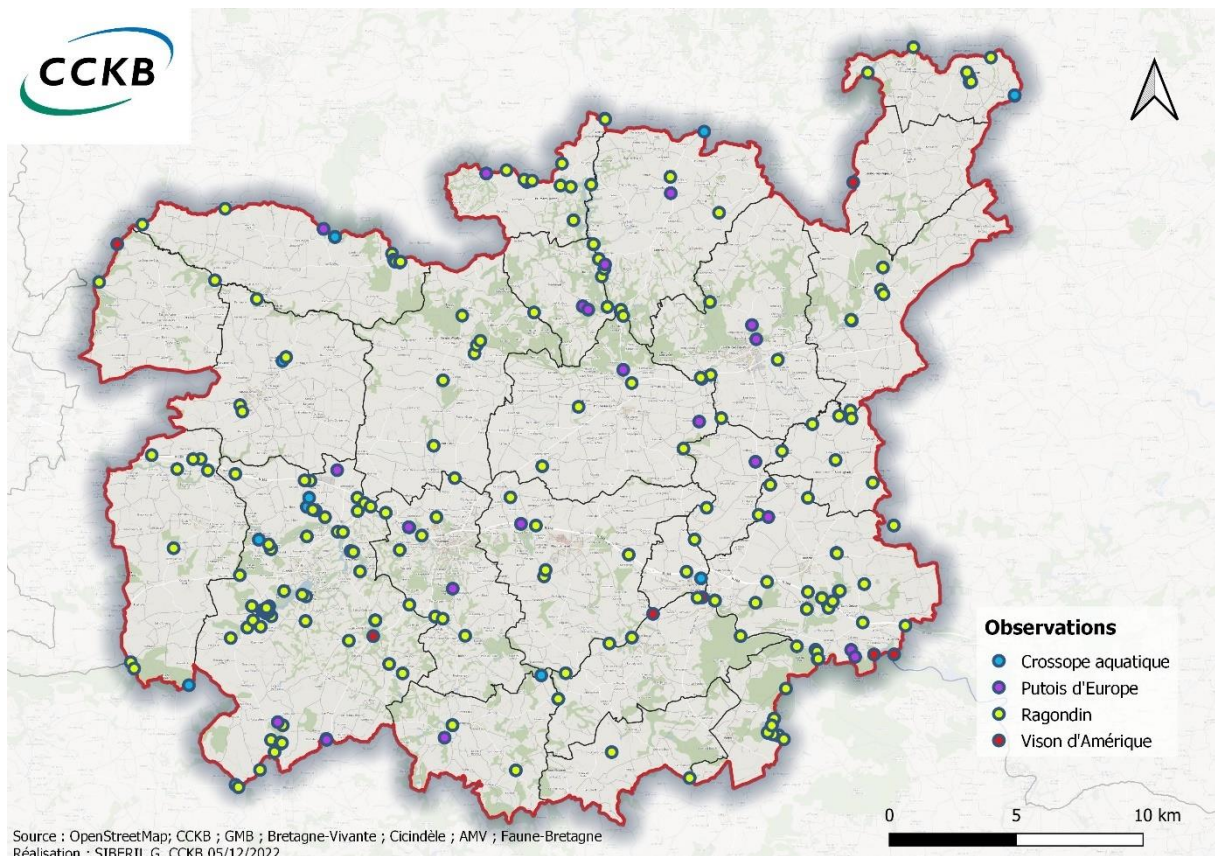 CCKB
Observations
Crossope aquatique
Putois d'Europe
Ragondin
Vison d'Amérique
0 5 10 km
Source : OpenStreetMap; CCKB ; GMB ; Bretagne-Vivante ; Cicindèle ; AMV ; Faune-Bretagne
Réalisation : SIBERIL G. CCKB 05/12/2022